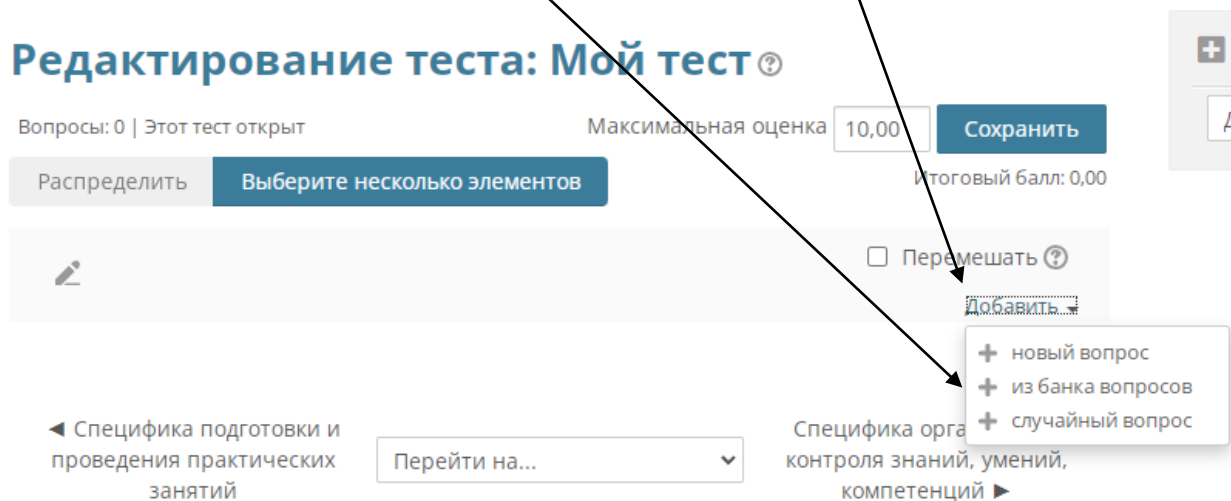 Редактирование теста: Мой тест
Вопросы: 0 | Этот тест открыт
Максимальная оценка 10,00 Сохранить
Распределить Выберите несколько элементов
Итоговый балл: 0,00
Перемешать
Добавить
новый вопрос
из банка вопросов
случайный вопрос
◄ Специфика подготовки и
проведения практических
занятий
Перейти на...
Специфика орга
контроля знаний, умений,
компетенций ►